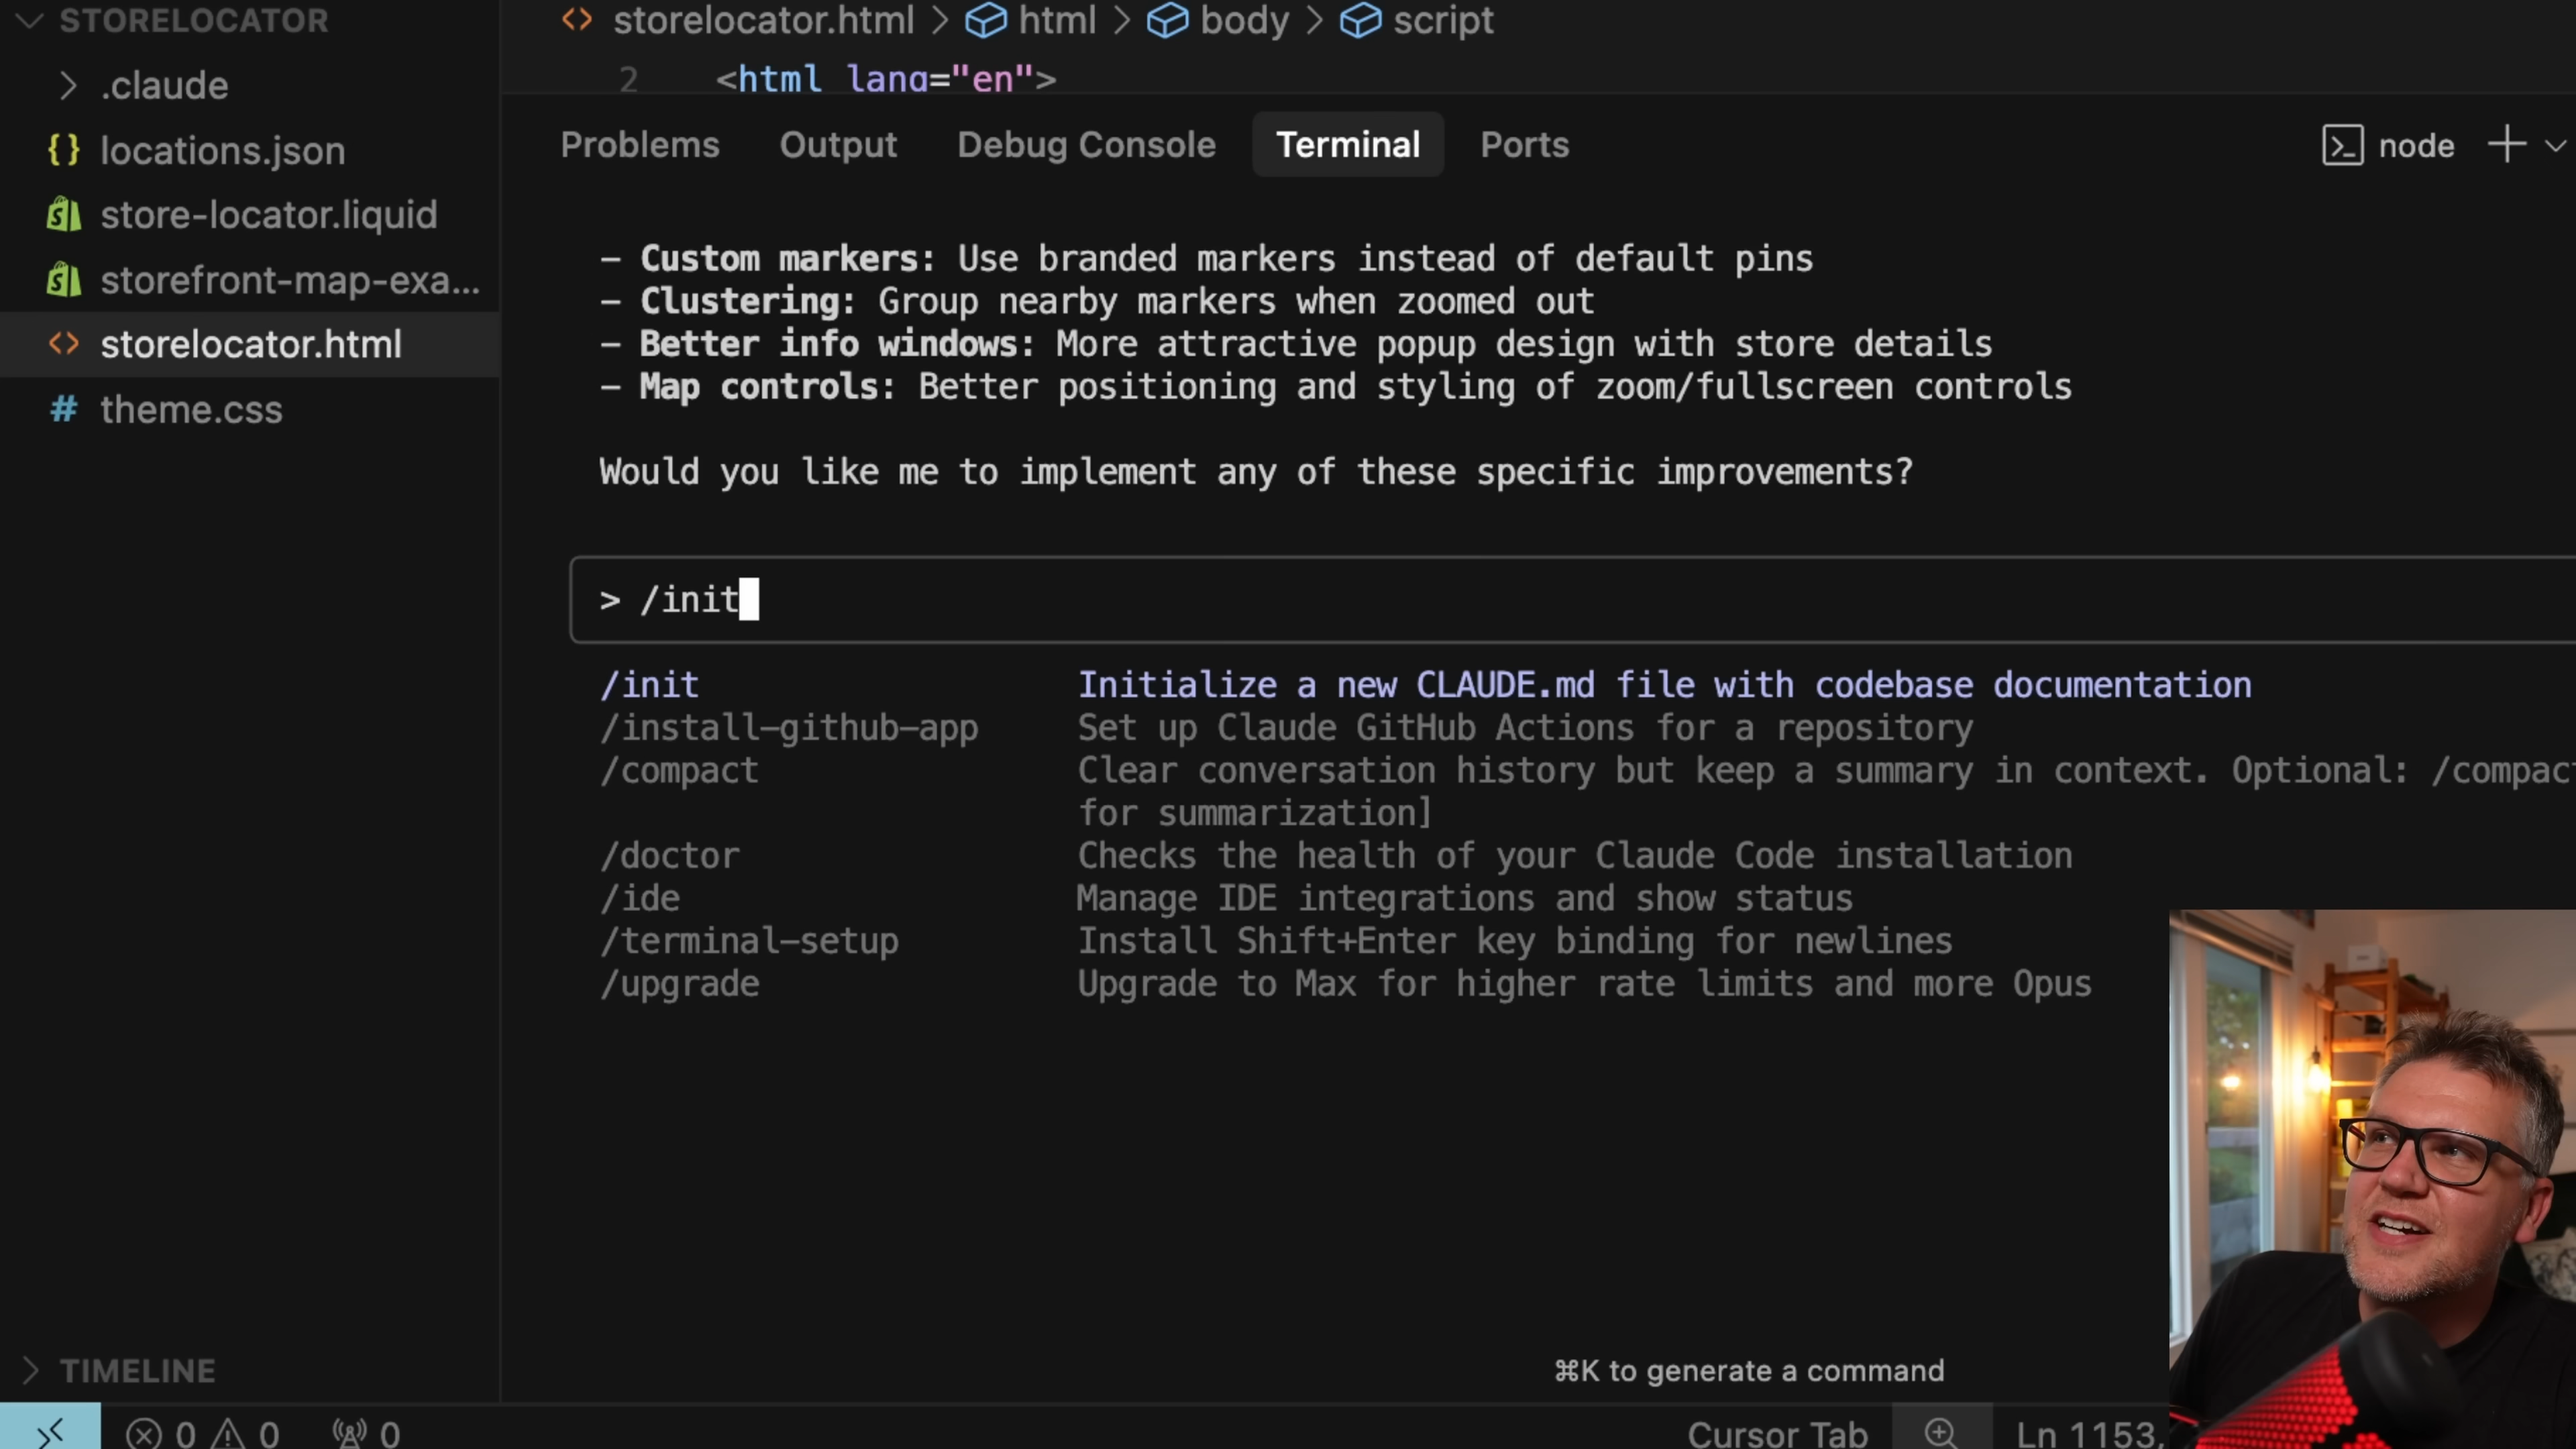 STORELOCATOR
.claude
locations.json
store-locator.liquid
storefront-map-exa...
storelocator.html
theme.css
TIMELINE
storelocator.html > html > body > script
2 <html lang="en">
Problems Output Debug Console Terminal Ports
node
– Custom markers: Use branded markers instead of default pins
– Clustering: Group nearby markers when zoomed out
– Better info windows: More attractive popup design with store details
– Map controls: Better positioning and styling of zoom/fullscreen controls
Would you like me to implement any of these specific improvements?
> /init
/init Initialize a new CLAUDE.md file with codebase documentation
/install-github-app Set up Claude GitHub Actions for a repository
/compact Clear conversation history but keep a summary in context. Optional: /compac
for summarization]
/doctor Checks the health of your Claude Code installation
/ide Manage IDE integrations and show status
/terminal-setup Install Shift+Enter key binding for newlines
/upgrade Upgrade to Max for higher rate limits and more Opus
⌘K to generate a command
0 0 0
Cursor Tab Ln 1153,